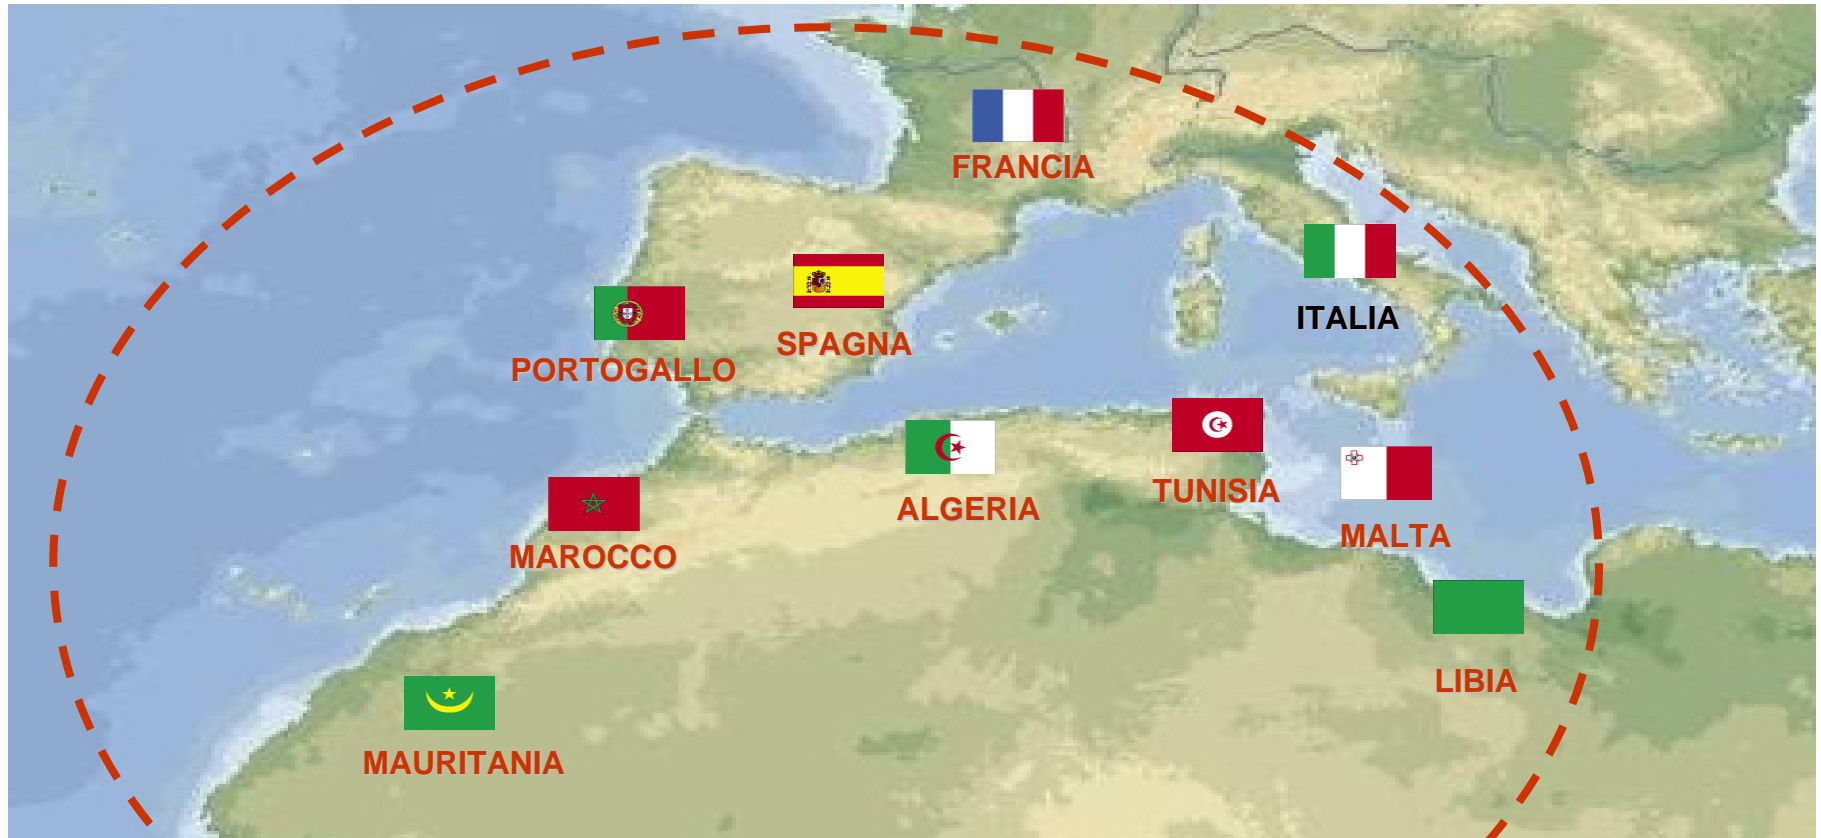 FRANCIA
ITALIA
SPAGNA
PORTOGALLO
TUNISIA
ALGERIA
MALTA
MAROCCO
LIBIA
MAURITANIA